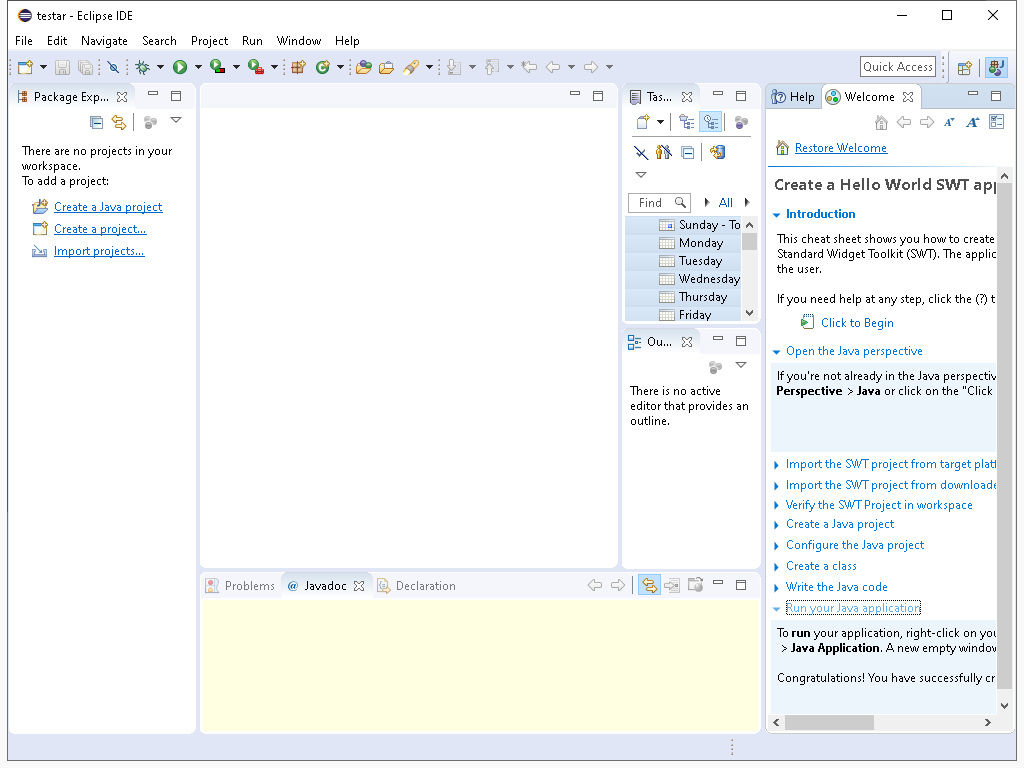 testar - Eclipse IDE
File Edit Navigate Search Project Run Window Help
Quick Access
Package Exp...
There are no projects in your
workspace.
To add a project:
Create a Java project
Create a project...
Import projects...
Tas...
Find
All
Sunday - To
Monday
Tuesday
Wednesday
Thursday
Friday
Ou...
There is no active
editor that provides an
outline.
Problems @ Javadoc Declaration
Help Welcome
Restore Welcome
Create a Hello World SWT app
Introduction
This cheat sheet shows you how to create
Standard Widget Toolkit (SWT). The applic
the user.
If you need help at any step, click the (?) t
Click to Begin
Open the Java perspective
If you're not already in the Java perspectiv
Perspective > Java or click on the "Click
Import the SWT project from target platf
Import the SWT project from downloade
Verify the SWT Project in workspace
Create a Java project
Configure the Java project
Create a class
Write the Java code
Run your Java application
To run your application, right-click on you
> Java Application. A new empty window
Congratulations! You have successfully cr